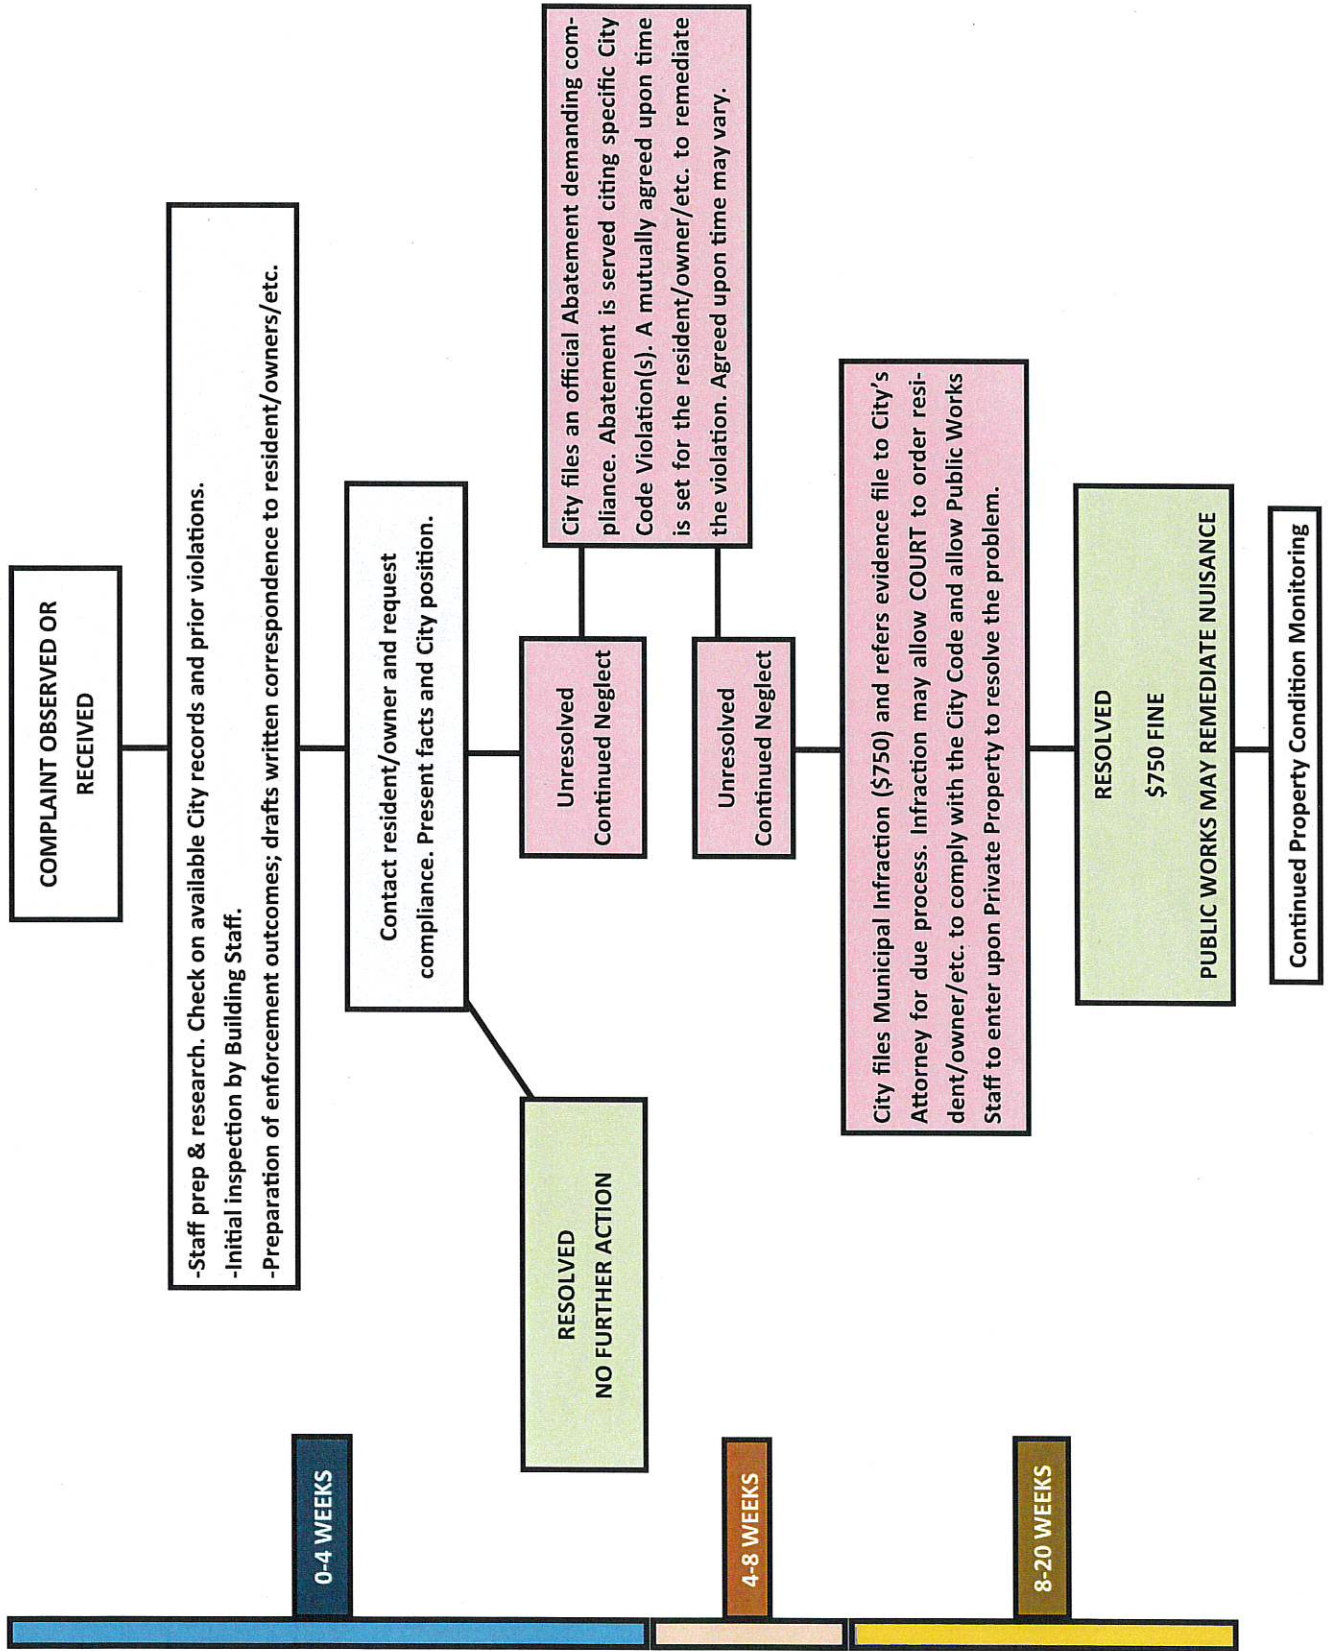 COMPLAINT OBSERVED OR
RECEIVED
-Staff prep & research. Check on available City records and prior violations.
-Initial inspection by Building Staff.
-Preparation of enforcement outcomes; drafts written correspondence to resident/owners/etc.
0-4 WEEKS
Contact resident/owner and request
compliance. Present facts and City position.
RESOLVED
NO FURTHER ACTION
Unresolved
Continued Neglect
City files an official Abatement demanding com-
pliance. Abatement is served citing specific City
Code Violation(s). A mutually agreed upon time
is set for the resident/owner/etc. to remediate
the violation. Agreed upon time may vary.
4-8 WEEKS
Unresolved
Continued Neglect
City files Municipal Infraction ($750) and refers evidence file to City’s
Attorney for due process. Infraction may allow COURT to order resi-
dent/owner/etc. to comply with the City Code and allow Public Works
Staff to enter upon Private Property to resolve the problem.
8-20 WEEKS
RESOLVED
$750 FINE
PUBLIC WORKS MAY REMEDIATE NUISANCE
Continued Property Condition Monitoring